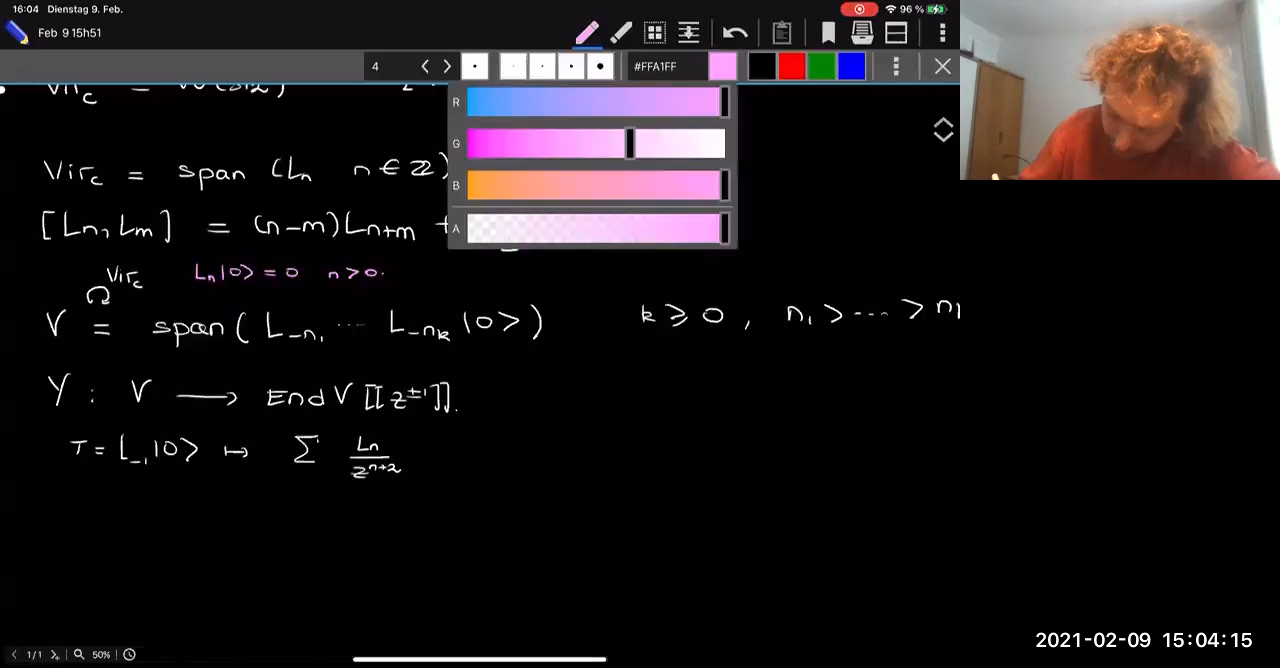 16:04 Dienstag 9. Feb.
96 %
Feb 9 15h51
4
#FFA1FF
R
G
B
A
Vir_c =
Vir_c = span (L_n n ∈ ℤ)
[L_n, L_m] = (n-m) L_{n+m} +
Vir_c
L_n |0> = 0 n > 0.
V = span( L_{-n_1} ... L_{-n_k} |0> ) k ⩾ 0 , n_1 > ... > n
Y : V ⟶ End V [[z^{±1}]].
T = L_{-1} |0> ↦ ∑ L_n / z^{n+2}
1/1
50%
2021-02-09 15:04:15